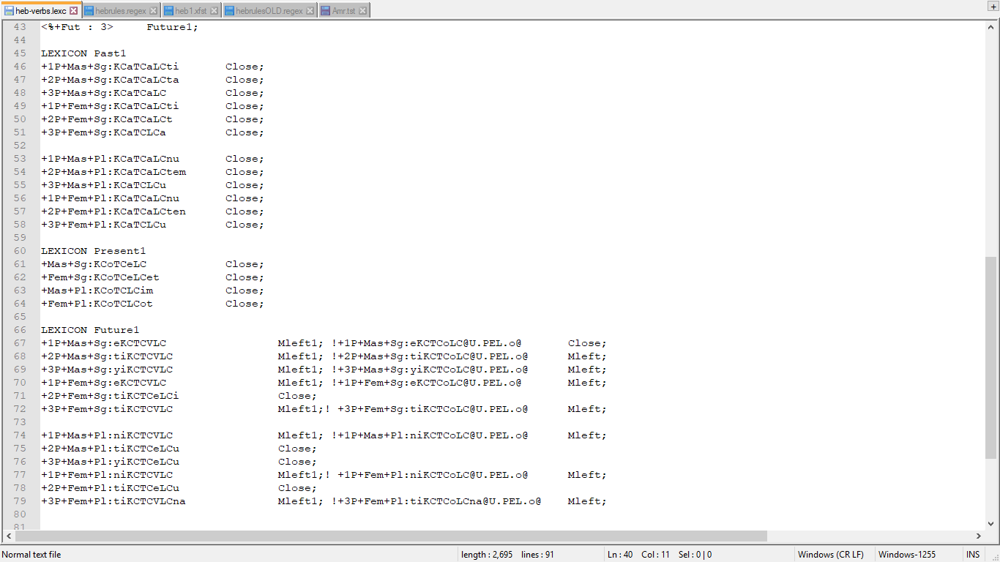 heb-verbs.lexc hebrules.regex heb1.xfst hebrulesOLD.regex Amr.tst
43 <%+Fut : 3> Future1;
44
45 LEXICON Past1
46 +1P+Mas+Sg:KCaTCaLCti Close;
47 +2P+Mas+Sg:KCaTCaLCta Close;
48 +3P+Mas+Sg:KCaTCaLC Close;
49 +1P+Fem+Sg:KCaTCaLCti Close;
50 +2P+Fem+Sg:KCaTCaLCt Close;
51 +3P+Fem+Sg:KCaTCLCa Close;
52
53 +1P+Mas+Pl:KCaTCaLCnu Close;
54 +2P+Mas+Pl:KCaTCaLCtem Close;
55 +3P+Mas+Pl:KCaTCLCu Close;
56 +1P+Fem+Pl:KCaTCaLCnu Close;
57 +2P+Fem+Pl:KCaTCaLCten Close;
58 +3P+Fem+Pl:KCaTCLCu Close;
59
60 LEXICON Present1
61 +Mas+Sg:KCoTCeLC Close;
62 +Fem+Sg:KCoTCeLCet Close;
63 +Mas+Pl:KCoTCLCim Close;
64 +Fem+Pl:KCoTCLCot Close;
65
66 LEXICON Future1
67 +1P+Mas+Sg:eKCTCVLC Mleft1; !+1P+Mas+Sg:eKCTCoLC@U.PEL.o@ Close;
68 +2P+Mas+Sg:tiKCTCVLC Mleft1; !+2P+Mas+Sg:tiKCTCoLC@U.PEL.o@ Mleft;
69 +3P+Mas+Sg:yiKCTCVLC Mleft1; !+3P+Mas+Sg:yiKCTCoLC@U.PEL.o@ Mleft;
70 +1P+Fem+Sg:eKCTCVLC Mleft1; !+1P+Fem+Sg:eKCTCoLC@U.PEL.o@ Mleft;
71 +2P+Fem+Sg:tiKCTCeLCi Close;
72 +3P+Fem+Sg:tiKCTCVLC Mleft1;! +3P+Fem+Sg:tiKCTCoLC@U.PEL.o@ Mleft;
73
74 +1P+Mas+Pl:niKCTCVLC Mleft1; !+1P+Mas+Pl:niKCTCoLC@U.PEL.o@ Mleft;
75 +2P+Mas+Pl:tiKCTCeLCu Close;
76 +3P+Mas+Pl:yiKCTCeLCu Close;
77 +1P+Fem+Pl:niKCTCVLC Mleft1;! +1P+Fem+Pl:niKCTCoLC@U.PEL.o@ Mleft;
78 +2P+Fem+Pl:tiKCTCeLCu Close;
79 +3P+Fem+Pl:tiKCTCVLCna Mleft1; !+3P+Fem+Pl:tiKCTCoLCna@U.PEL.o@ Mleft;
80
81
Normal text file length : 2,695 lines : 91 Ln : 40 Col : 11 Sel : 0 | 0 Windows (CR LF) Windows-1255 INS